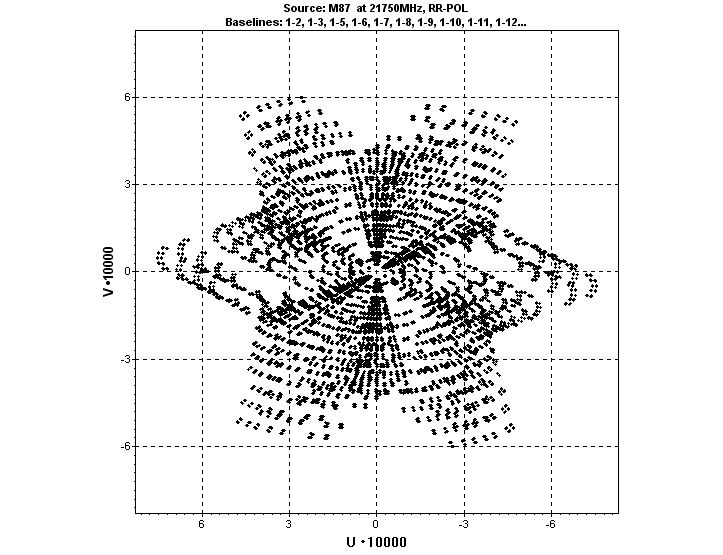 Source: M87 at 21750MHz, RR-POL
Baselines: 1-2, 1-3, 1-5, 1-6, 1-7, 1-8, 1-9, 1-10, 1-11, 1-12...
6
3
0
-3
-6
V *10000
6 3 0 -3 -6
U *10000